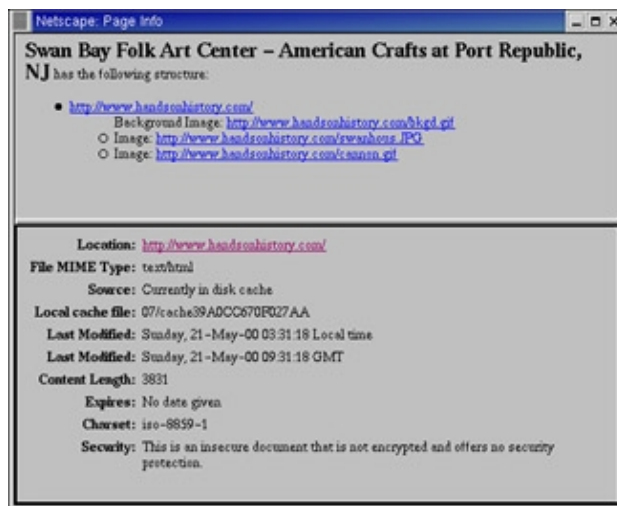 Netscape: Page Info
Swan Bay Folk Art Center – American Crafts at Port Republic,
NJ has the following structure:
http://www.handsonhistory.com/
Background Image: http://www.handsonhistory.com/bkgd.gif
Image: http://www.handsonhistory.com/swanhous.JPG
Image: http://www.handsonhistory.com/cannon.gif
Location: http://www.handsonhistory.com/
File MIME Type: text/html
Source: Currently in disk cache
Local cache file: 07/cache39A0CC670F027AA
Last Modified: Sunday, 21-May-00 03:31:18 Local time
Last Modified: Sunday, 21-May-00 09:31:18 GMT
Content Length: 3831
Expires: No date given
Charset: iso-8859-1
Security: This is an insecure document that is not encrypted and offers no security
protection.